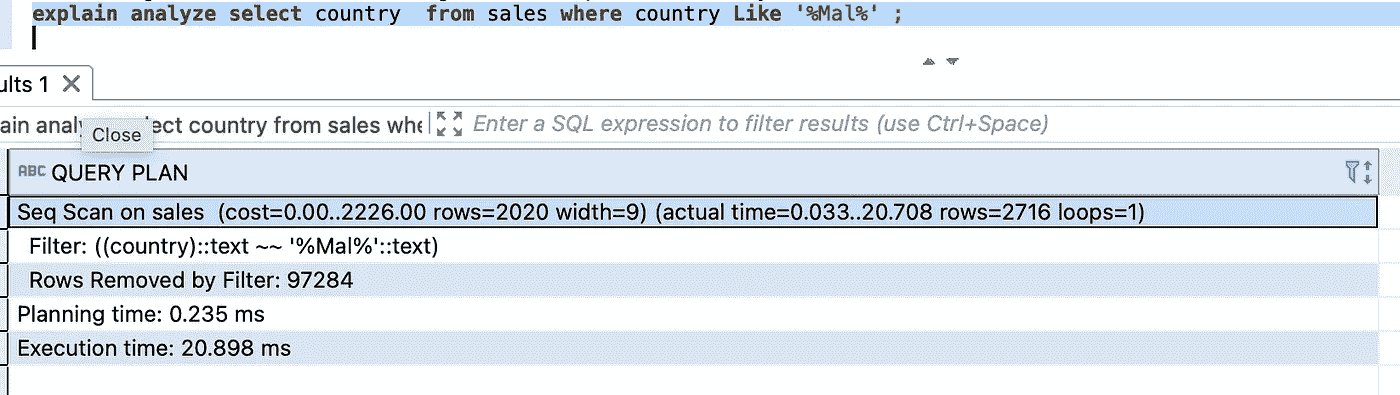 explain analyze select country  from sales where country Like '%Mal%' ;
ults 1
ain analy ect country from sales whe Enter a SQL expression to filter results (use Ctrl+Space)
Close
ABC QUERY PLAN
Seq Scan on sales  (cost=0.00..2226.00 rows=2020 width=9) (actual time=0.033..20.708 rows=2716 loops=1)
Filter: ((country)::text ~~ '%Mal%'::text)
Rows Removed by Filter: 97284
Planning time: 0.235 ms
Execution time: 20.898 ms